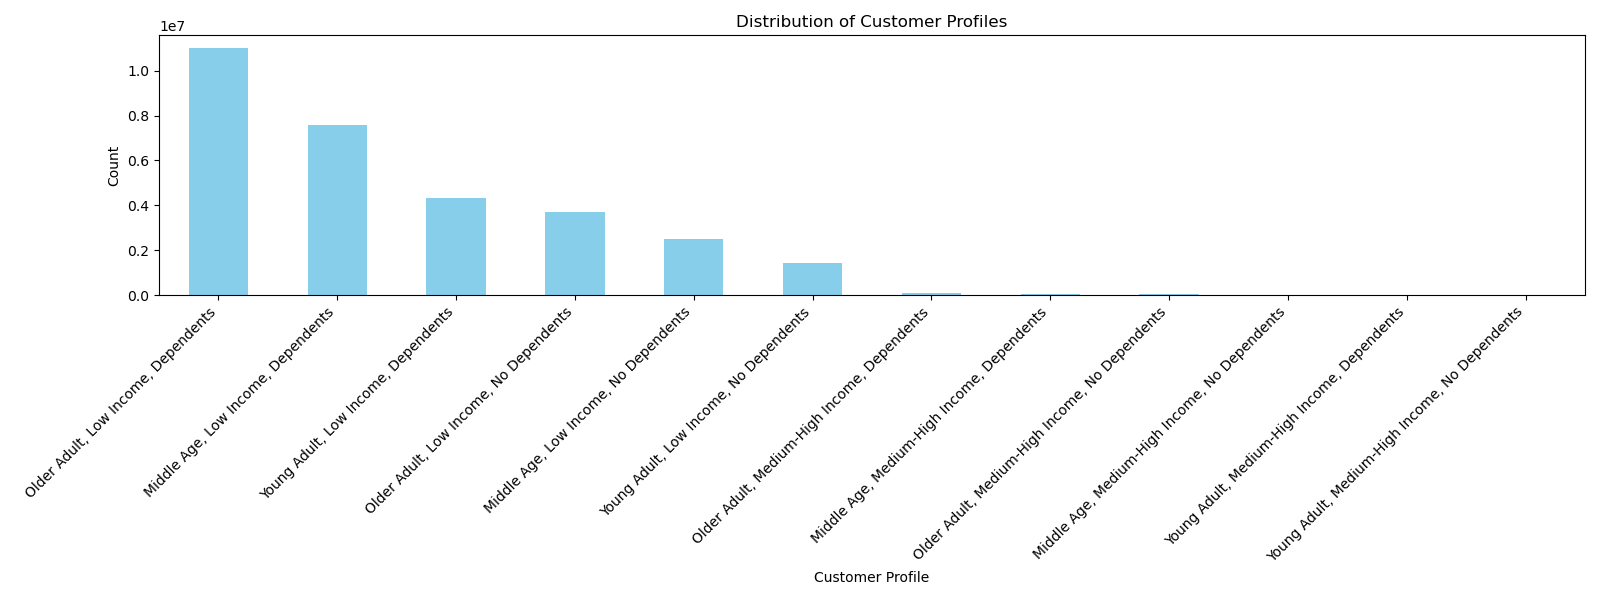 Distribution of Customer Profiles
1e7
1.0
0.8
0.6
0.4
0.2
0.0
Count
Older Adult, Low Income, Dependents
Middle Age, Low Income, Dependents
Young Adult, Low Income, Dependents
Older Adult, Low Income, No Dependents
Middle Age, Low Income, No Dependents
Young Adult, Low Income, No Dependents
Older Adult, Medium-High Income, Dependents
Middle Age, Medium-High Income, Dependents
Older Adult, Medium-High Income, No Dependents
Middle Age, Medium-High Income, No Dependents
Young Adult, Medium-High Income, Dependents
Young Adult, Medium-High Income, No Dependents
Customer Profile